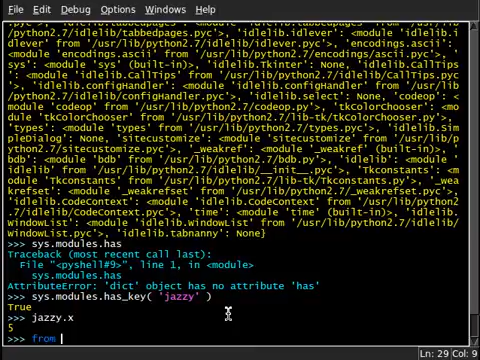 File Edit Debug Options Windows Help
pyc'>, 'idlelib.tabbedpages': <module 'idlelib.tabbedpages' from '/usr/lib
/python2.7/idlelib/tabbedpages.pyc'>, 'idlelib.idlever': <module 'idlelib.i
dlever' from '/usr/lib/python2.7/idlelib/idlever.pyc'>, 'encodings.ascii':
<module 'encodings.ascii' from '/usr/lib/python2.7/encodings/ascii.pyc'>, '
sys': <module 'sys' (built-in)>, 'idlelib.Tkinter': None, 'idlelib.CallTips
': <module 'idlelib.CallTips' from '/usr/lib/python2.7/idlelib/CallTips.pyc
'>, 'idlelib.configHandler': <module 'idlelib.configHandler' from '/usr/lib
/python2.7/idlelib/configHandler.pyc'>, 'idlelib.select': None, 'codeop': <
module 'codeop' from '/usr/lib/python2.7/codeop.pyc'>, 'tkColorChooser': <mo
dule 'tkColorChooser' from '/usr/lib/python2.7/lib-tk/tkColorChooser.pyc'>,
'types': <module 'types' from '/usr/lib/python2.7/types.pyc'>, 'idlelib.sim
pleDialog': None, 'sitecustomize': <module 'sitecustomize' from '/usr/lib/p
ython2.7/sitecustomize.pyc'>, '_weakref': <module '_weakref' (built-in)>, '
bdb': <module 'bdb' from '/usr/lib/python2.7/bdb.py'>, 'idlelib': <module '
idlelib' from '/usr/lib/python2.7/idlelib/__init__.pyc'>, 'Tkconstants': <m
odule 'Tkconstants' from '/usr/lib/python2.7/lib-tk/Tkconstants.pyc'>, '_wea
krefset': <module '_weakrefset' from '/usr/lib/python2.7/_weakrefset.pyc'>,
'idlelib.CodeContext': <module 'idlelib.CodeContext' from '/usr/lib/python2
.7/idlelib/CodeContext.pyc'>, 'time': <module 'time' (built-in)>, 'idlelib.
WindowList': <module 'idlelib.WindowList' from '/usr/lib/python2.7/idlelib/
WindowList.pyc'>, 'idlelib.tabnanny': None}
>>> sys.modules.has
Traceback (most recent call last):
File "<pyshell#9>", line 1, in <module>
sys.modules.has
AttributeError: 'dict' object has no attribute 'has'
>>> sys.modules.has_key( 'jazzy' )
True
>>> jazzy.x
5
>>> from
Ln: 29 Col: 9